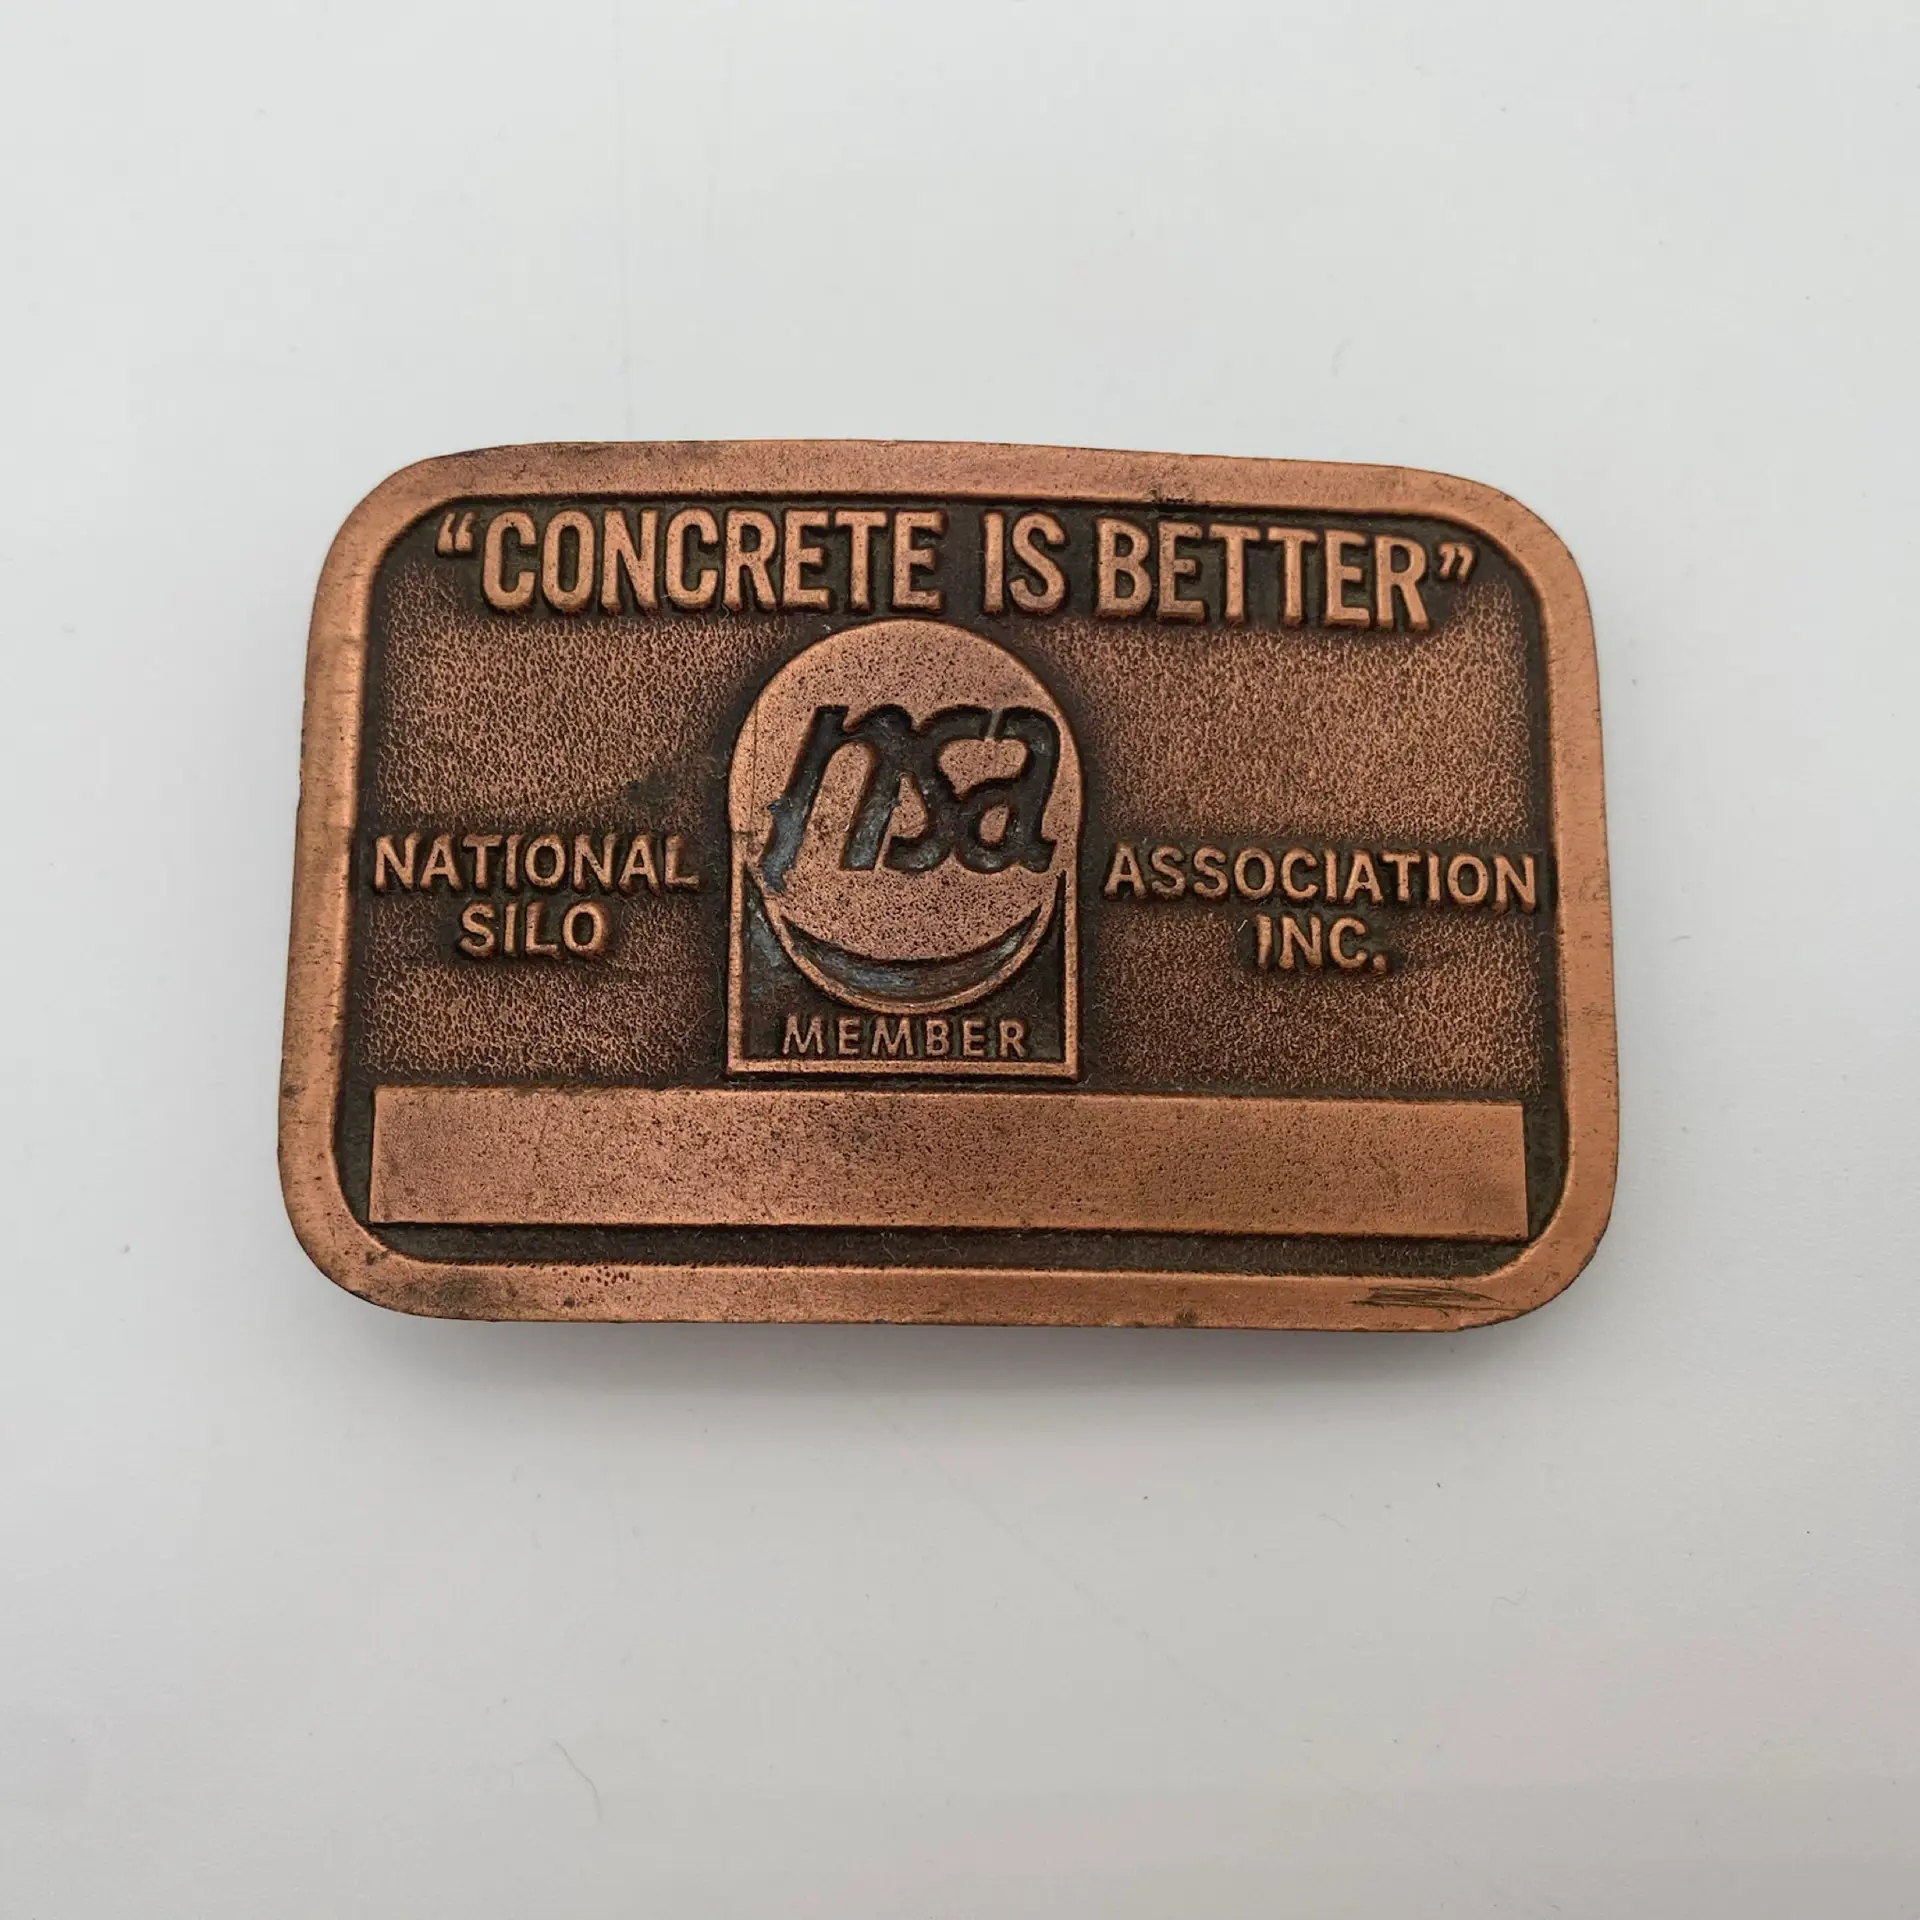 “CONCRETE IS BETTER”
nsa
NATIONAL
SILO
ASSOCIATION
INC.
MEMBER